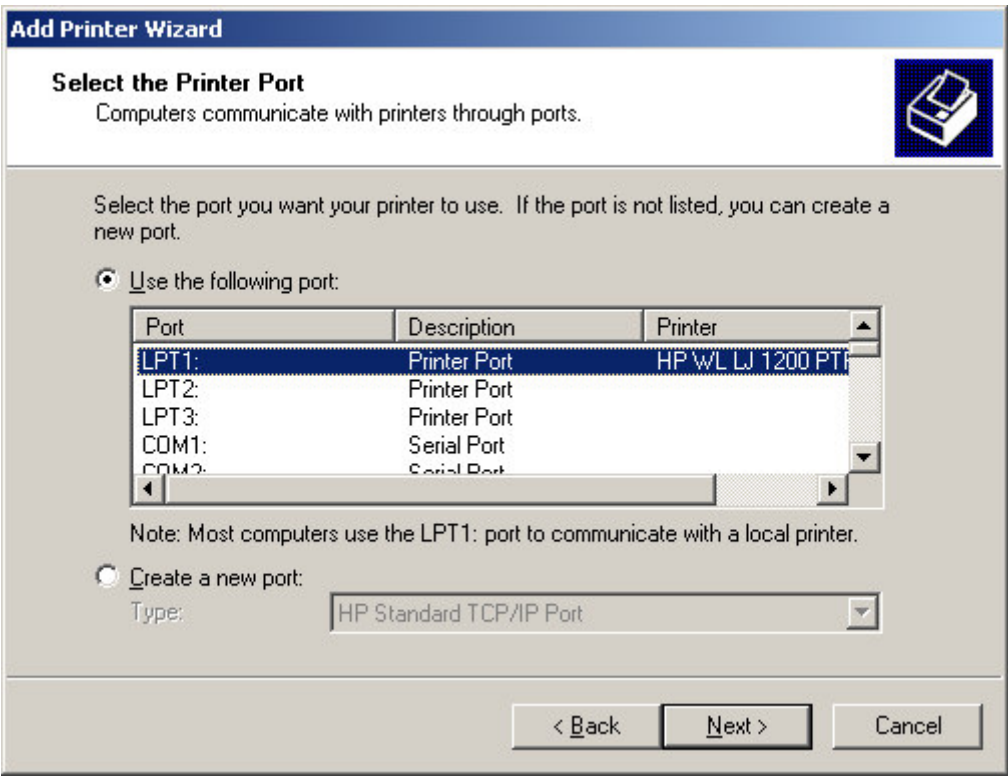 Add Printer Wizard
Select the Printer Port
Computers communicate with printers through ports.
Select the port you want your printer to use. If the port is not listed, you can create a
new port.
Use the following port:
Port Description Printer
LPT1: Printer Port HP WL LJ 1200 PTR
LPT2: Printer Port
LPT3: Printer Port
COM1: Serial Port
COM2: Serial Port
Note: Most computers use the LPT1: port to communicate with a local printer.
Create a new port:
Type: HP Standard TCP/IP Port
< Back Next > Cancel